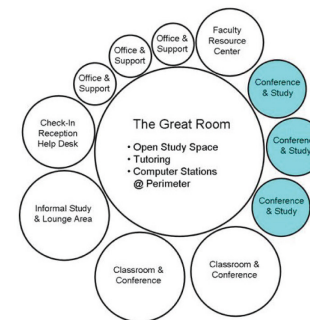 Office &
Support
Faculty
Resource
Center
Office &
Support
Office &
Support
Conference
& Study
The Great Room
• Open Study Space
• Tutoring
• Computer Stations
@ Perimeter
Check-In
Reception
Help Desk
Conference
& Study
Conference
& Study
Informal Study
& Lounge Area
Classroom &
Conference
Classroom &
Conference